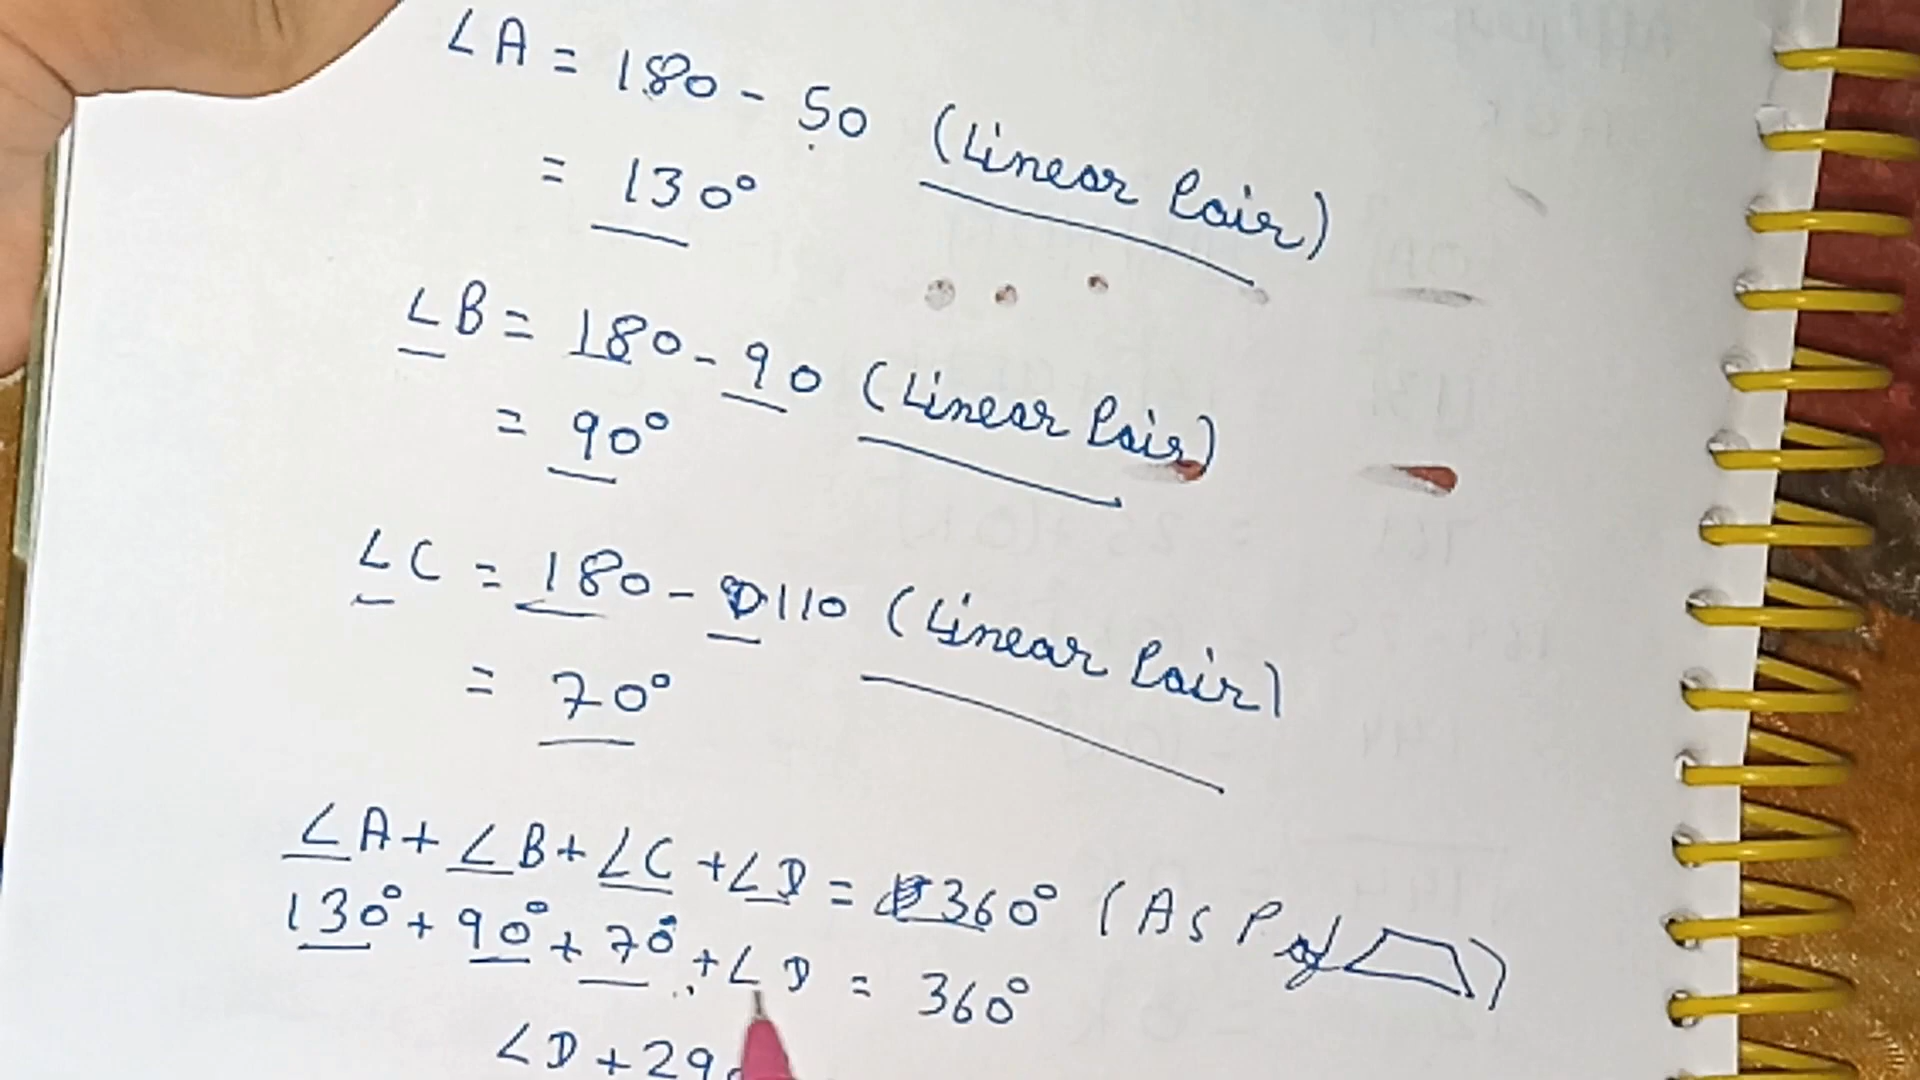 ∠A = 180 - 50 (Linear Pair)
= 130°
∠B = 180 - 90 (Linear Pair)
= 90°
∠C = 180 - 110 (Linear Pair)
= 70°
∠A + ∠B + ∠C + ∠D = 360° (ASP of ⏢)
130° + 90° + 70° + ∠D = 360°
∠D + 290